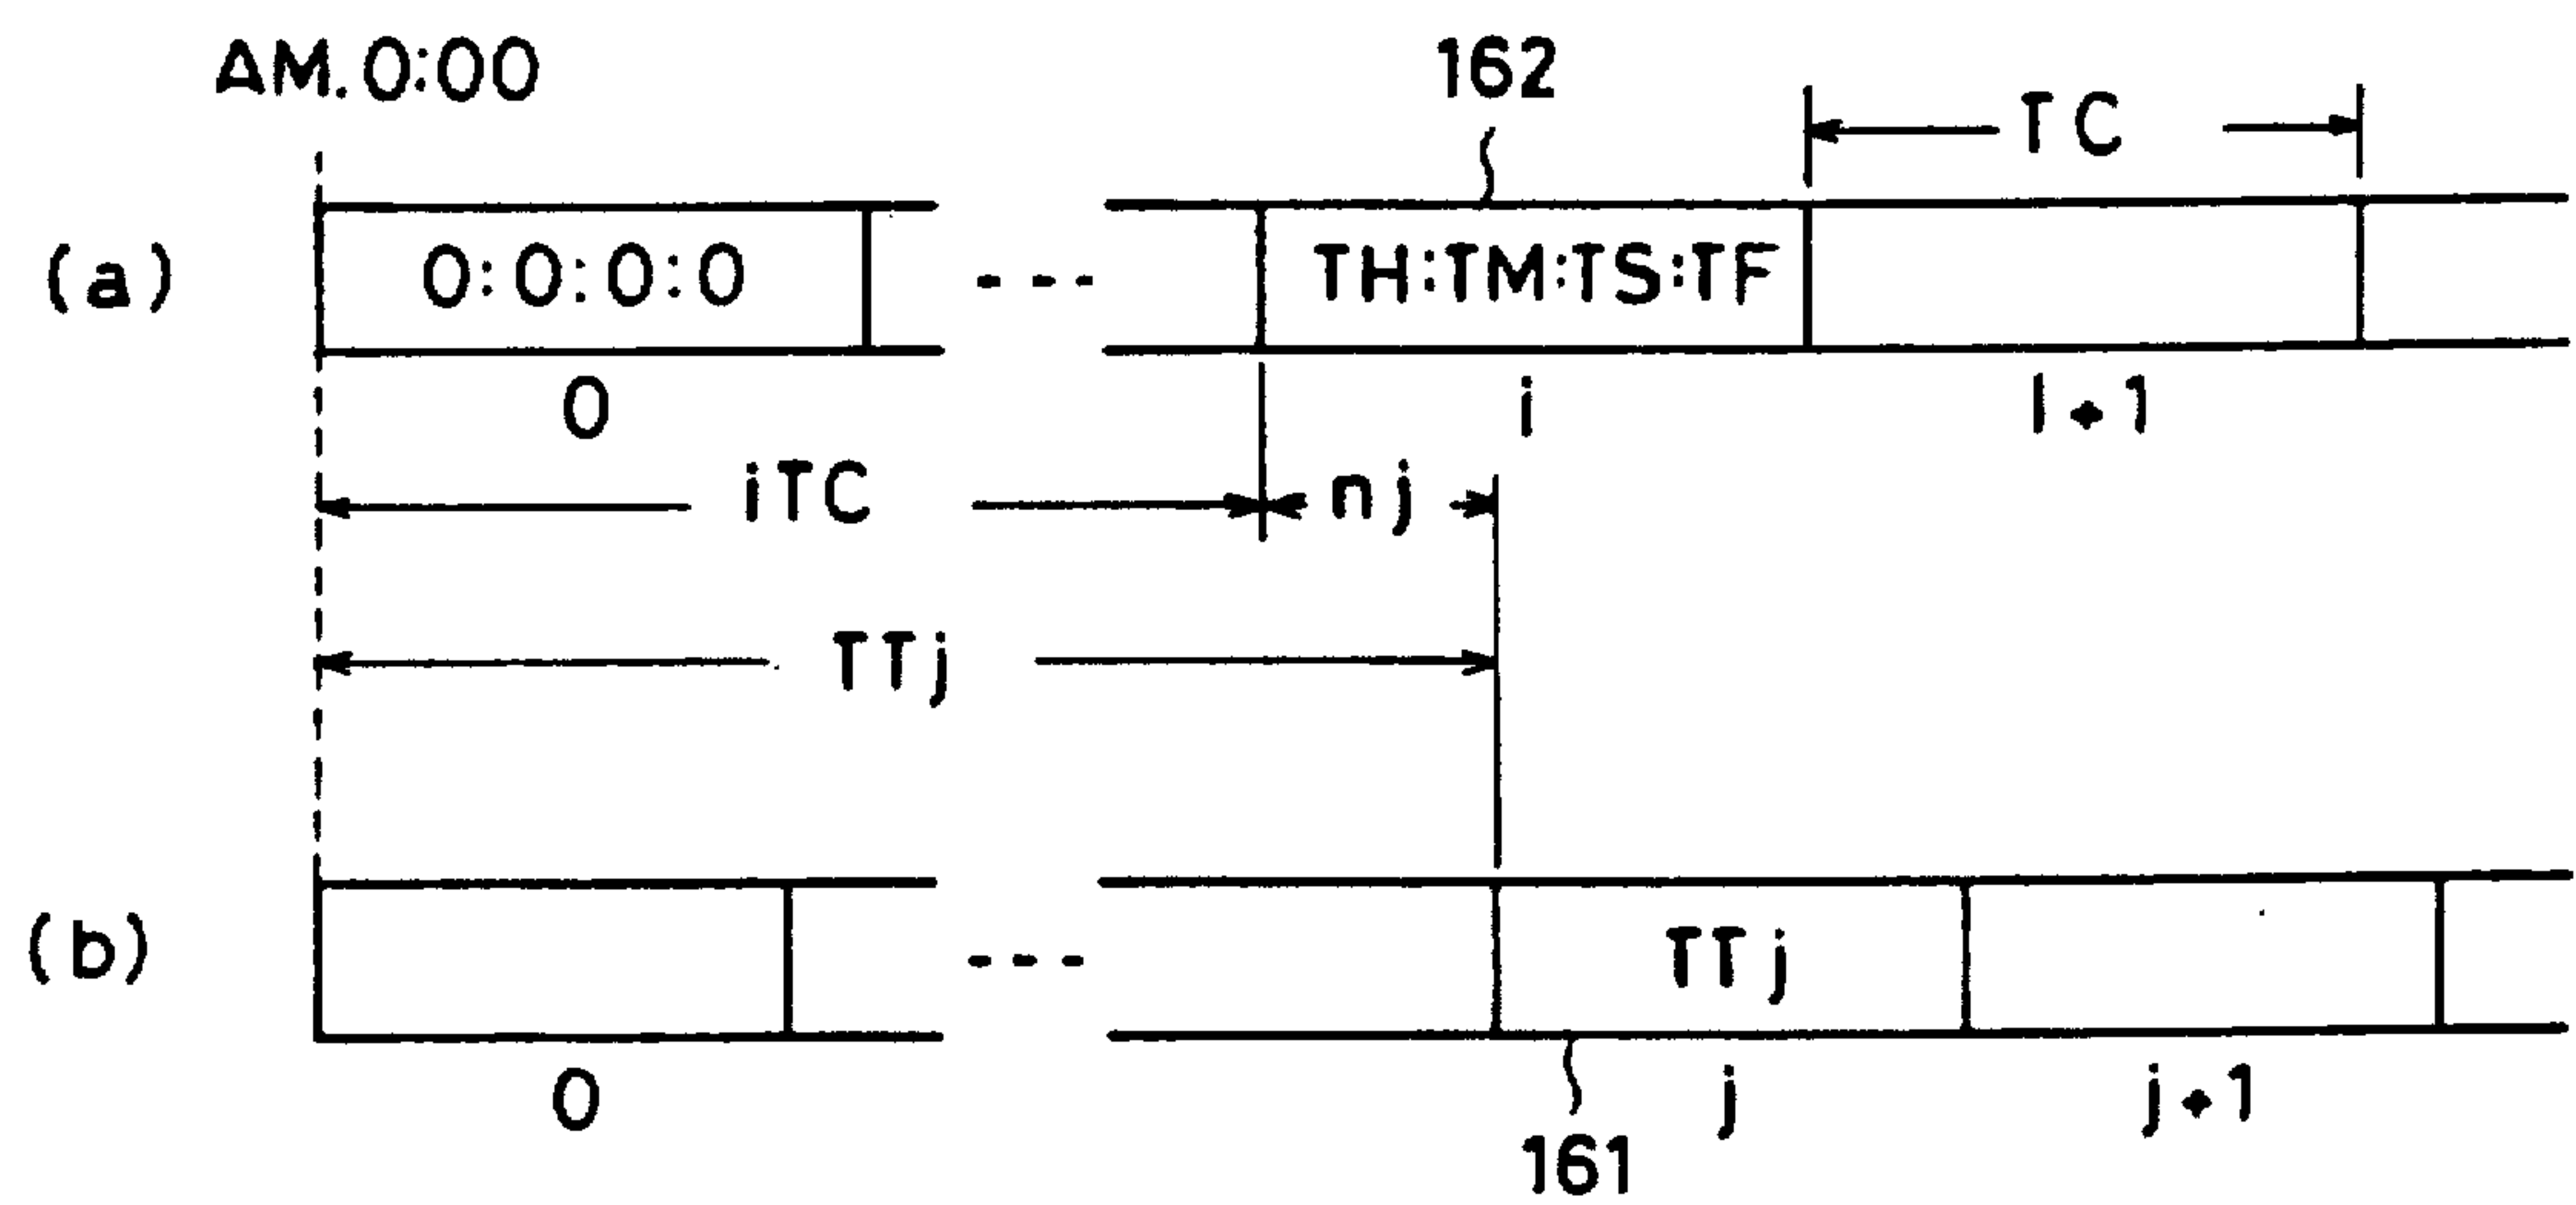 AM. 0:00
162
TC
(a)
0:0:0:0
---
TH:TM:TS:TF
0
i
i+1
iTC
nj
TTj
(b)
---
TTj
0
j
j+1
161